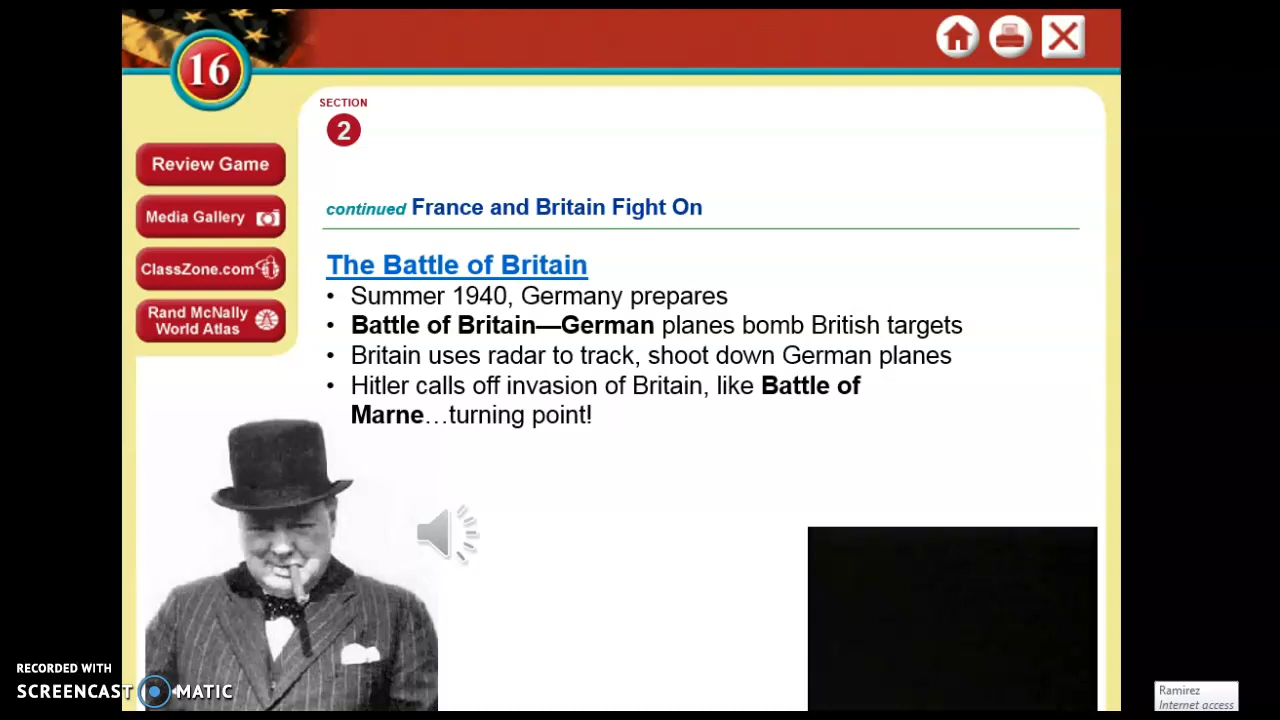 16
SECTION
2
Review Game
Media Gallery
ClassZone.com
Rand McNally
World Atlas
continued France and Britain Fight On
The Battle of Britain
• Summer 1940, Germany prepares
• Battle of Britain—German planes bomb British targets
• Britain uses radar to track, shoot down German planes
• Hitler calls off invasion of Britain, like Battle of
Marne…turning point!
RECORDED WITH
SCREENCAST MATIC
Ramirez
Internet access